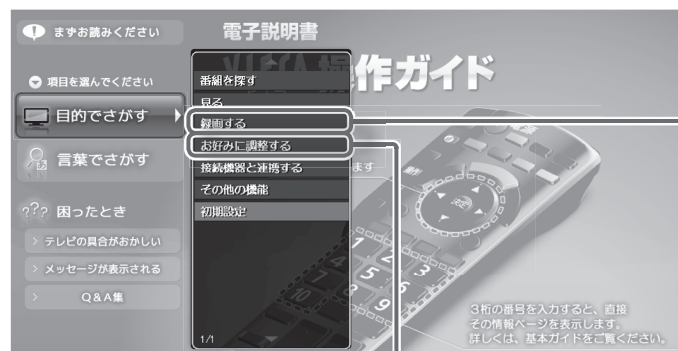 まずお読みください
電子説明書
操作ガイド
項目を選んでください
目的でさがす
言葉でさがす
??? 困ったとき
> テレビの具合がおかしい
> メッセージが表示される
> Q&A集
番組を探す
見る
録画する
お好みに調整する
接続機器と連携する
ます
その他の機能
初期設定
1/1
1 2 3
5 6
9
10
3桁の番号を入力すると、直接
その情報ページを表示します。
詳しくは、基本ガイドをご覧ください。